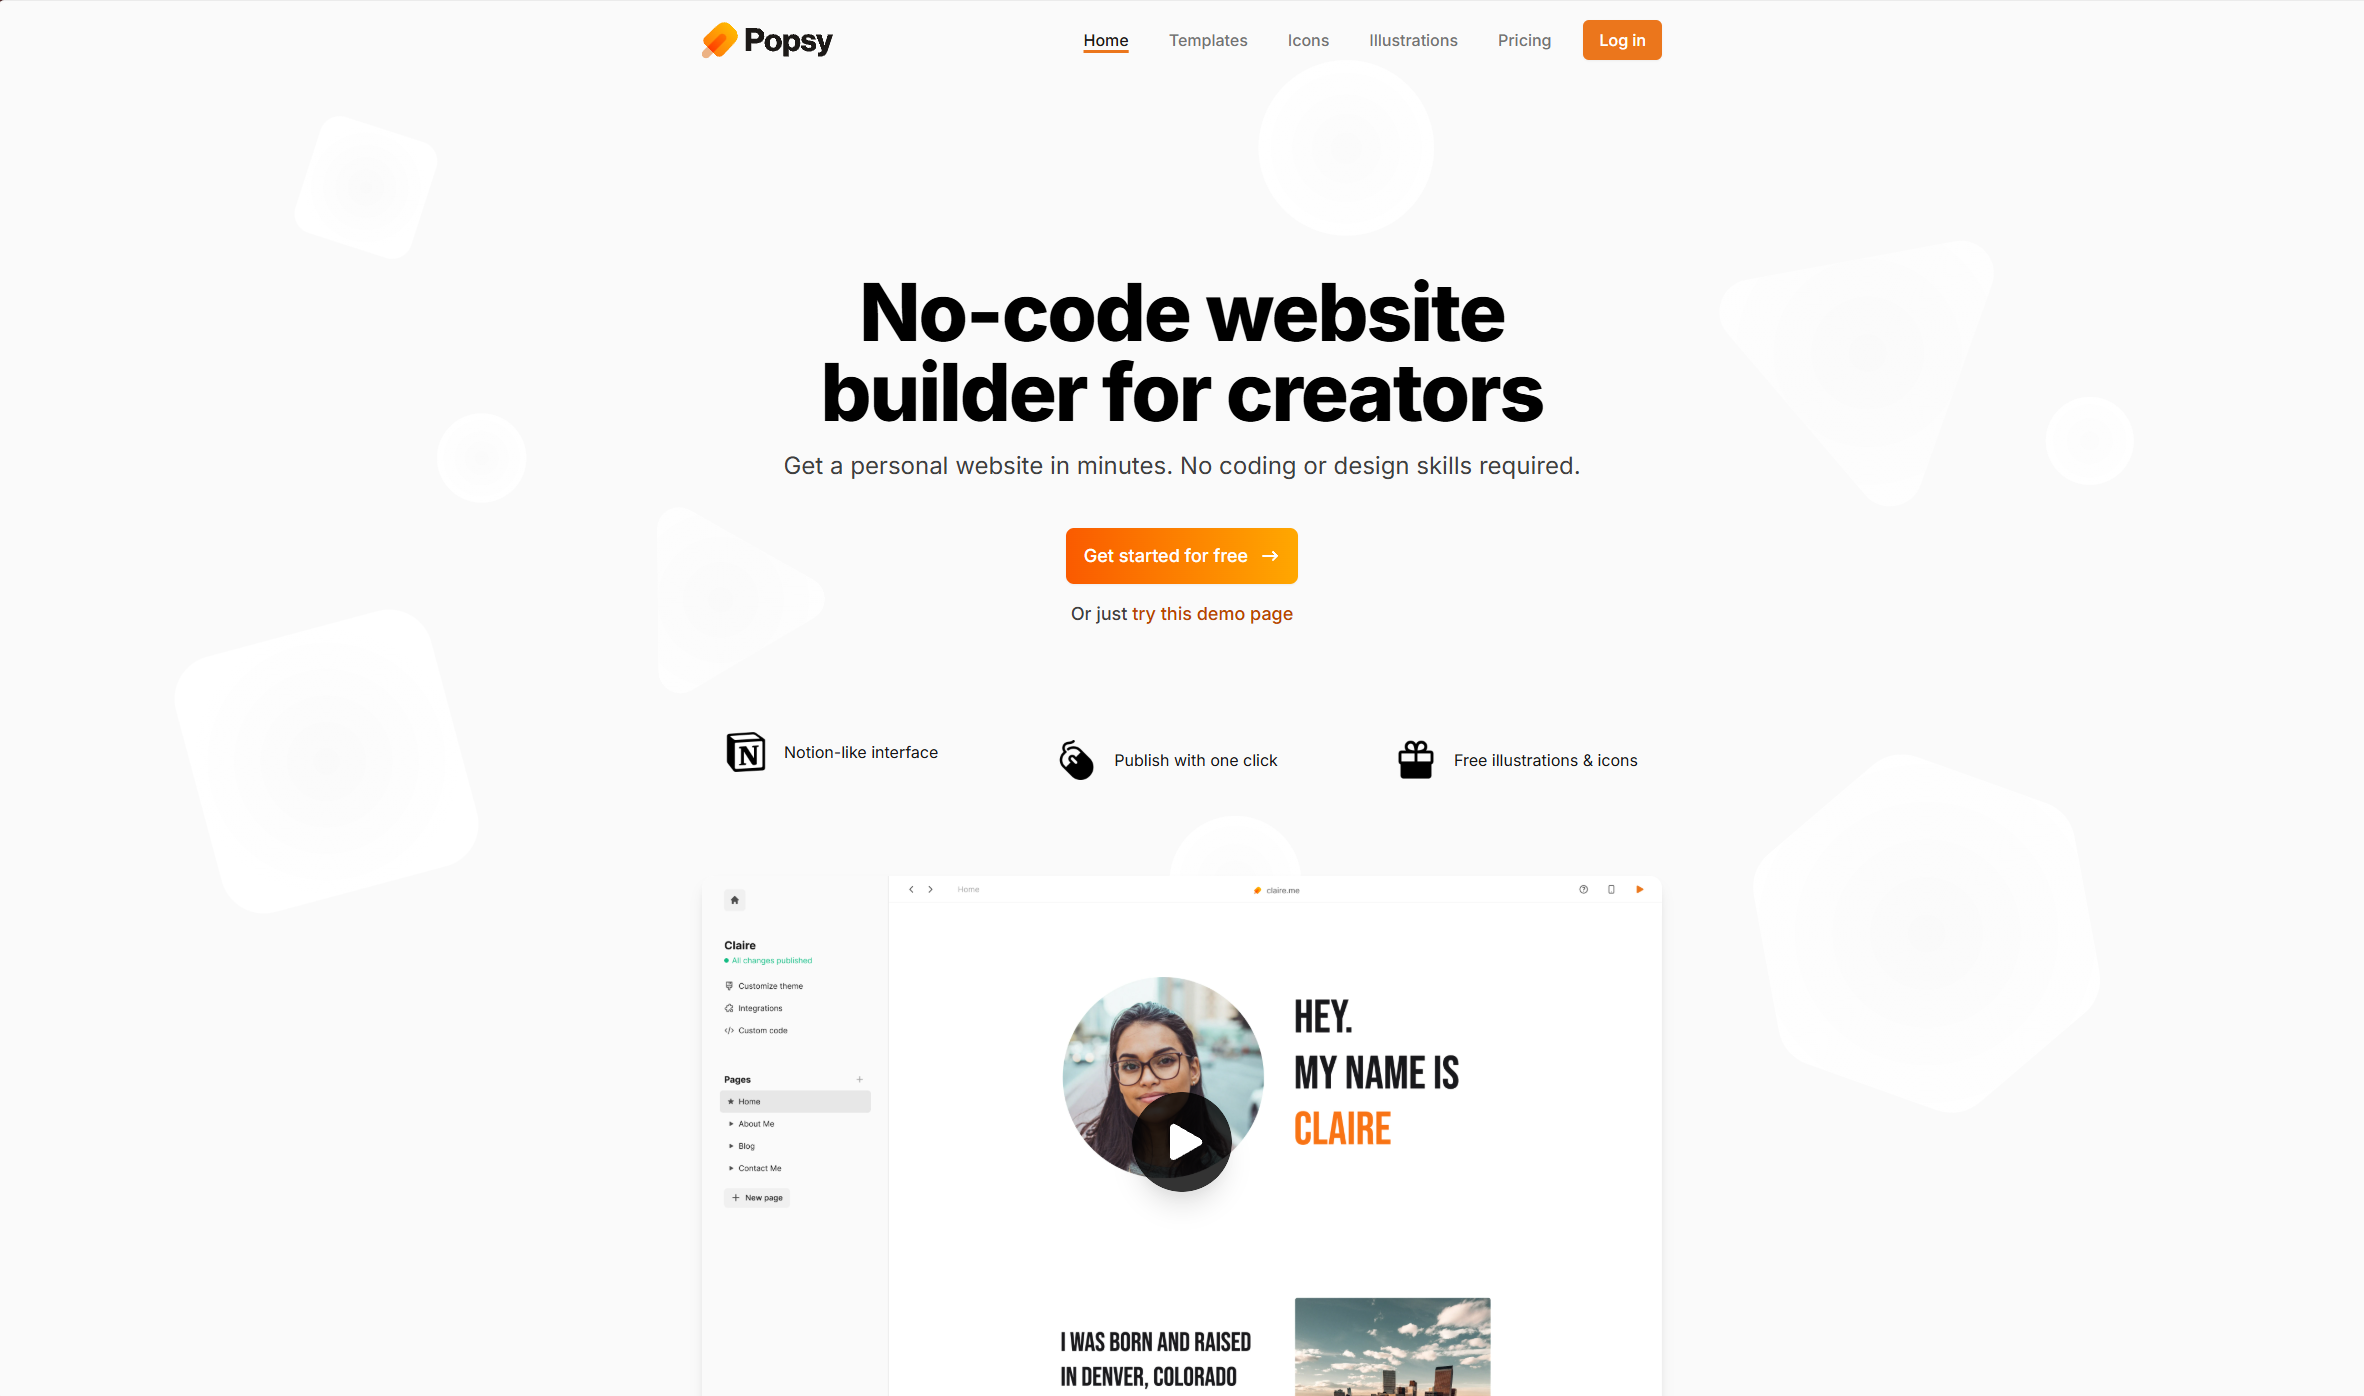 Popsy
Home
Templates
Icons
Illustrations
Pricing
Log in
No-code website
builder for creators
Get a personal website in minutes. No coding or design skills required.
Get started for free →
Or just try this demo page
N
Notion-like interface
Publish with one click
Free illustrations & icons
Home
claire.me
Claire
All changes published
Customize theme
Integrations
</> Custom code
Pages +
Home
About Me
Blog
Contact Me
+ New page
HEY.
MY NAME IS
CLAIRE
I WAS BORN AND RAISED
IN DENVER, COLORADO